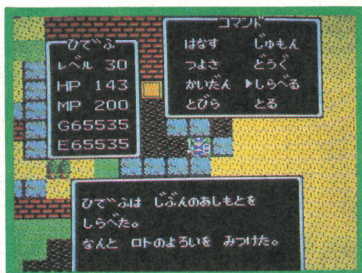 ひでぶ
レベル 30
HP 143
MP 200
G65535
E65535
コマンド
はなす じゅもん
つよさ どうぐ
かいだん ▶しらべる
とびら とる
ひでぶは じぶんのあしもとを
しらべた。
なんと ロトのよろいを みつけた。